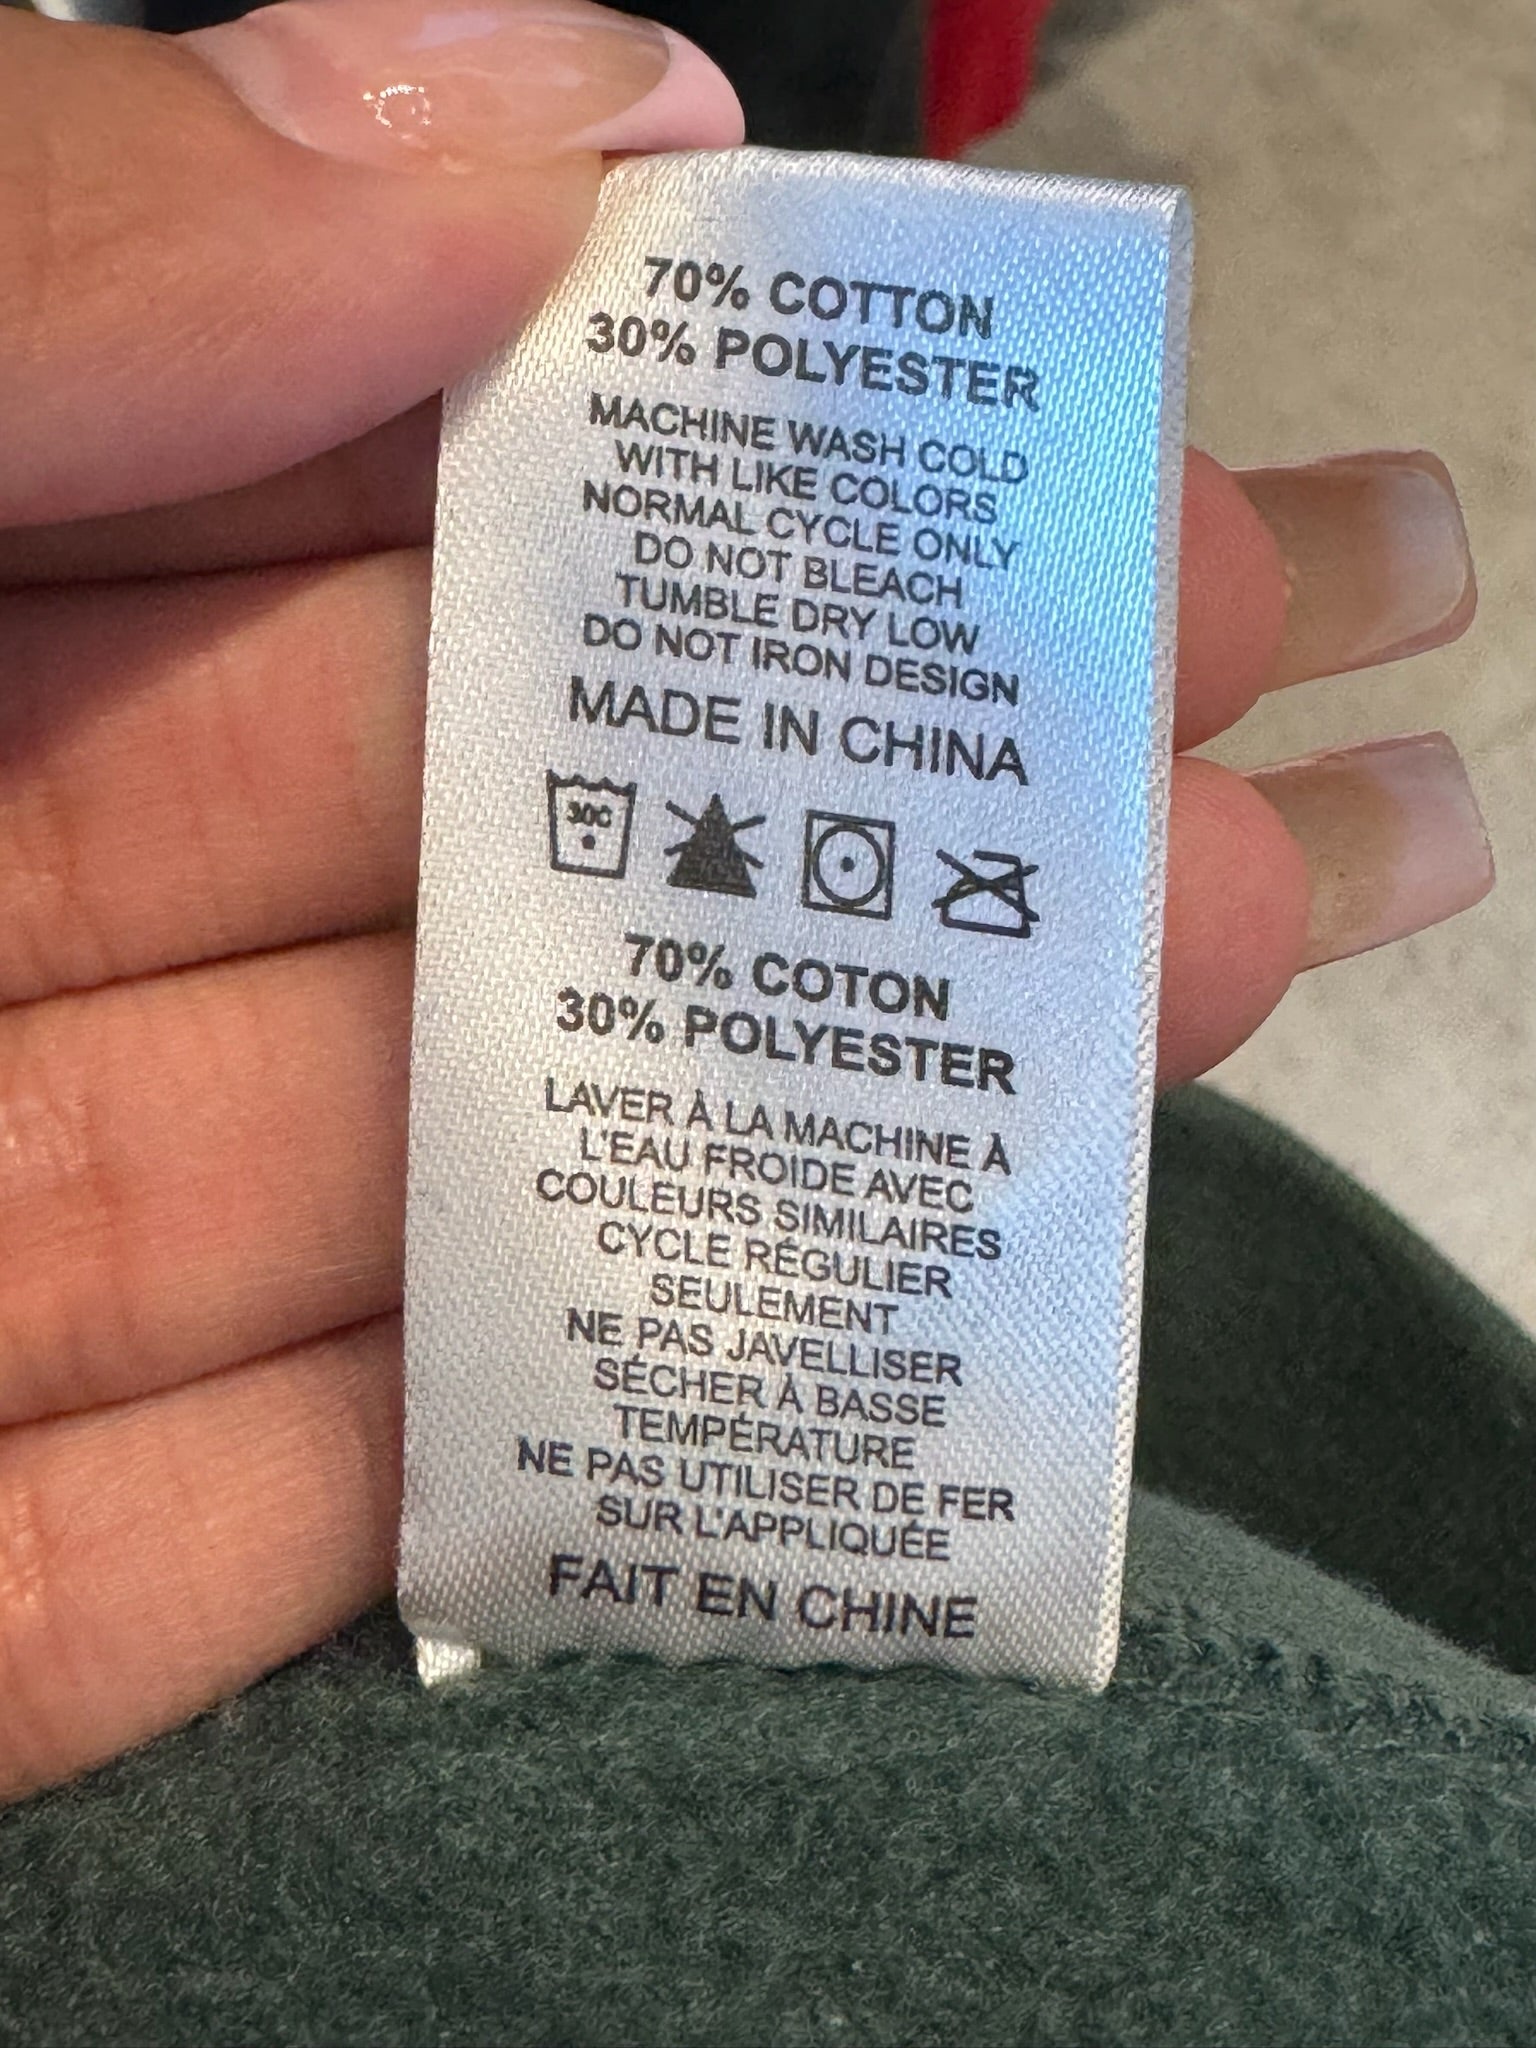 70% COTTON
30% POLYESTER
MACHINE WASH COLD
WITH LIKE COLORS
NORMAL CYCLE ONLY
DO NOT BLEACH
TUMBLE DRY LOW
DO NOT IRON DESIGN
MADE IN CHINA
30C
70% COTON
30% POLYESTER
LAVER À LA MACHINE À
L'EAU FROIDE AVEC
COULEURS SIMILAIRES
CYCLE RÉGULIER
SEULEMENT
NE PAS JAVELLISER
SÉCHER À BASSE
TEMPÉRATURE
NE PAS UTILISER DE FER
SUR L'APPLIQUÉE
FAIT EN CHINE